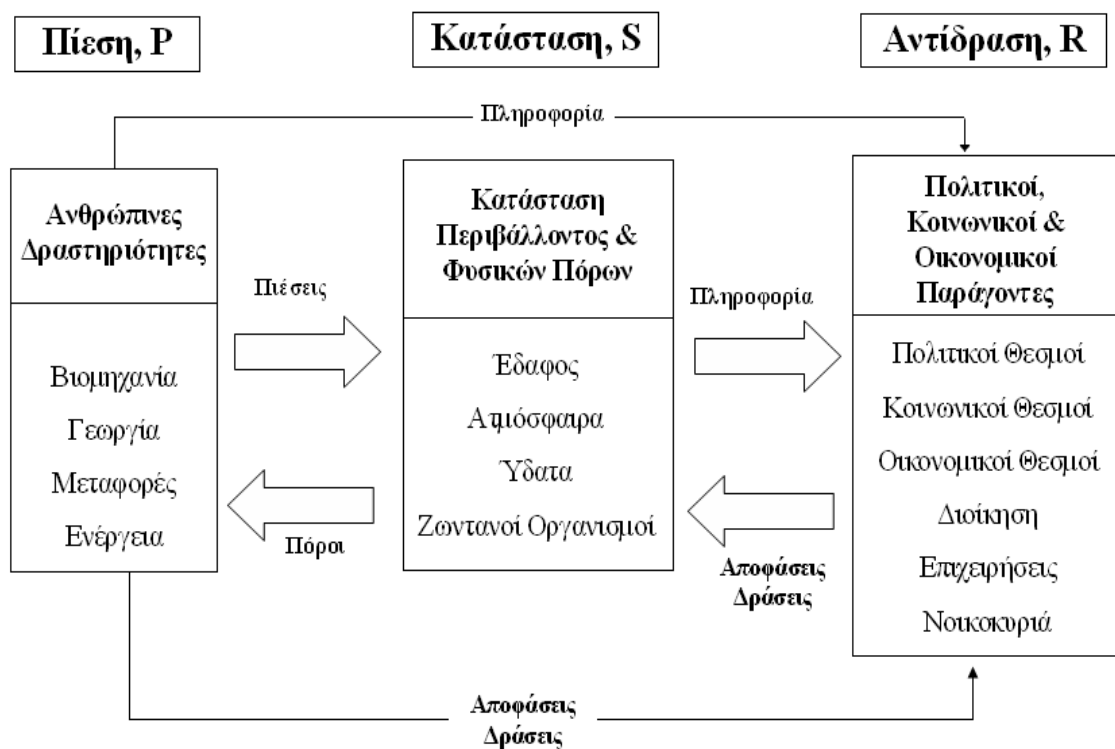 Πίεση, P
Κατάσταση, S
Αντίδραση, R
Πληροφορία
Ανθρώπινες
Δραστηριότητες
Βιομηχανία
Γεωργία
Μεταφορές
Ενέργεια
Πιέσεις
Πόροι
Κατάσταση
Περιβάλλοντος &
Φυσικών Πόρων
Έδαφος
Ατμόσφαιρα
Ύδατα
Ζωντανοί Οργανισμοί
Πληροφορία
Αποφάσεις
Δράσεις
Πολιτικοί,
Κοινωνικοί &
Οικονομικοί
Παράγοντες
Πολιτικοί Θεσμοί
Κοινωνικοί Θεσμοί
Οικονομικοί Θεσμοί
Διοίκηση
Επιχειρήσεις
Νοικοκυριά
Αποφάσεις
Δράσεις